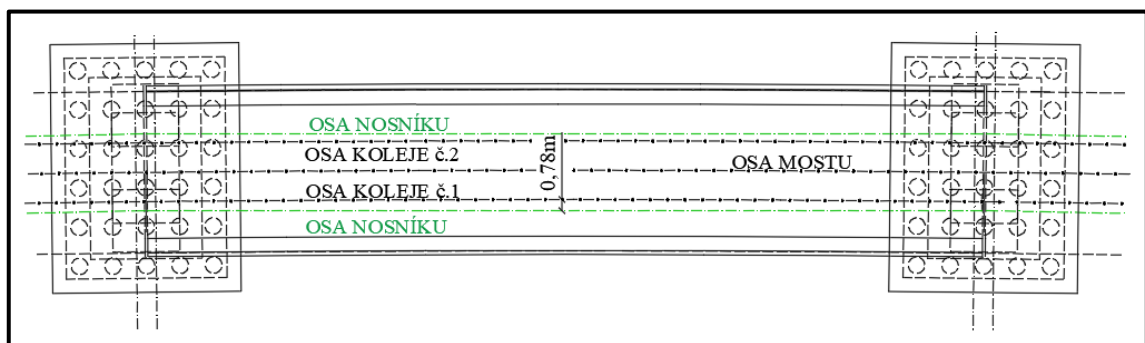 OSA NOSNÍKU
OSA KOLEJE č.2
OSA MOSTU
0,78m
OSA KOLEJE č.1
OSA NOSNÍKU